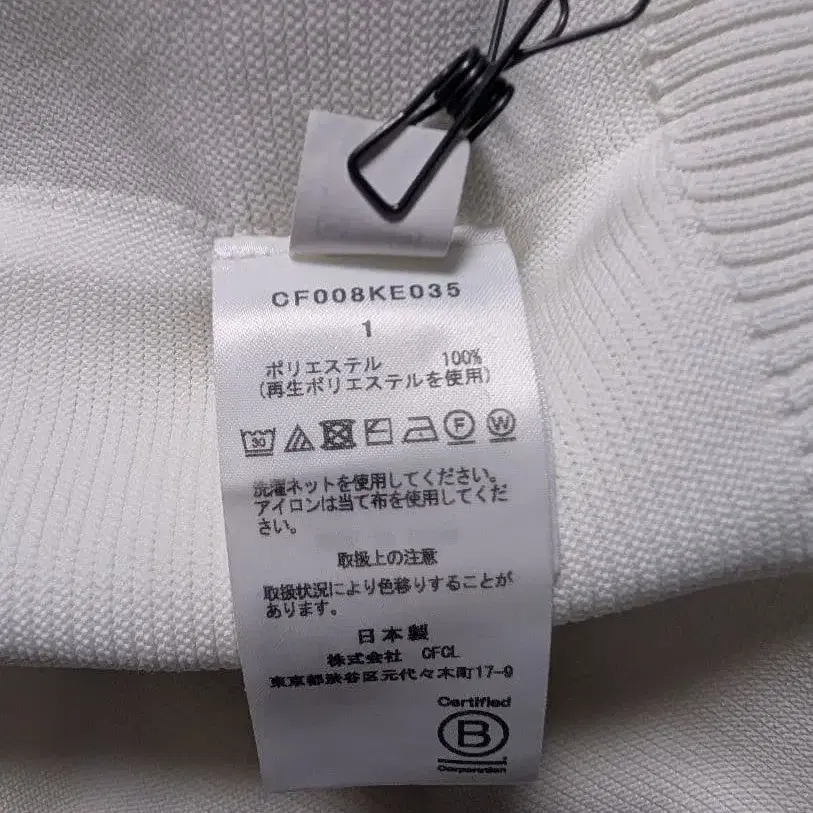 CF008KE035
1
ポリエステル 100%
(再生ポリエステルを使用)
30 F W
洗濯ネットを使用してください。
アイロンは当て布を使用してくだ
さい。
取扱上の注意
取扱状況により色移りすることが
あります。
日本製
株式会社 CFCL
東京都渋谷区元代々木町17-9
Certified
B
Corporation